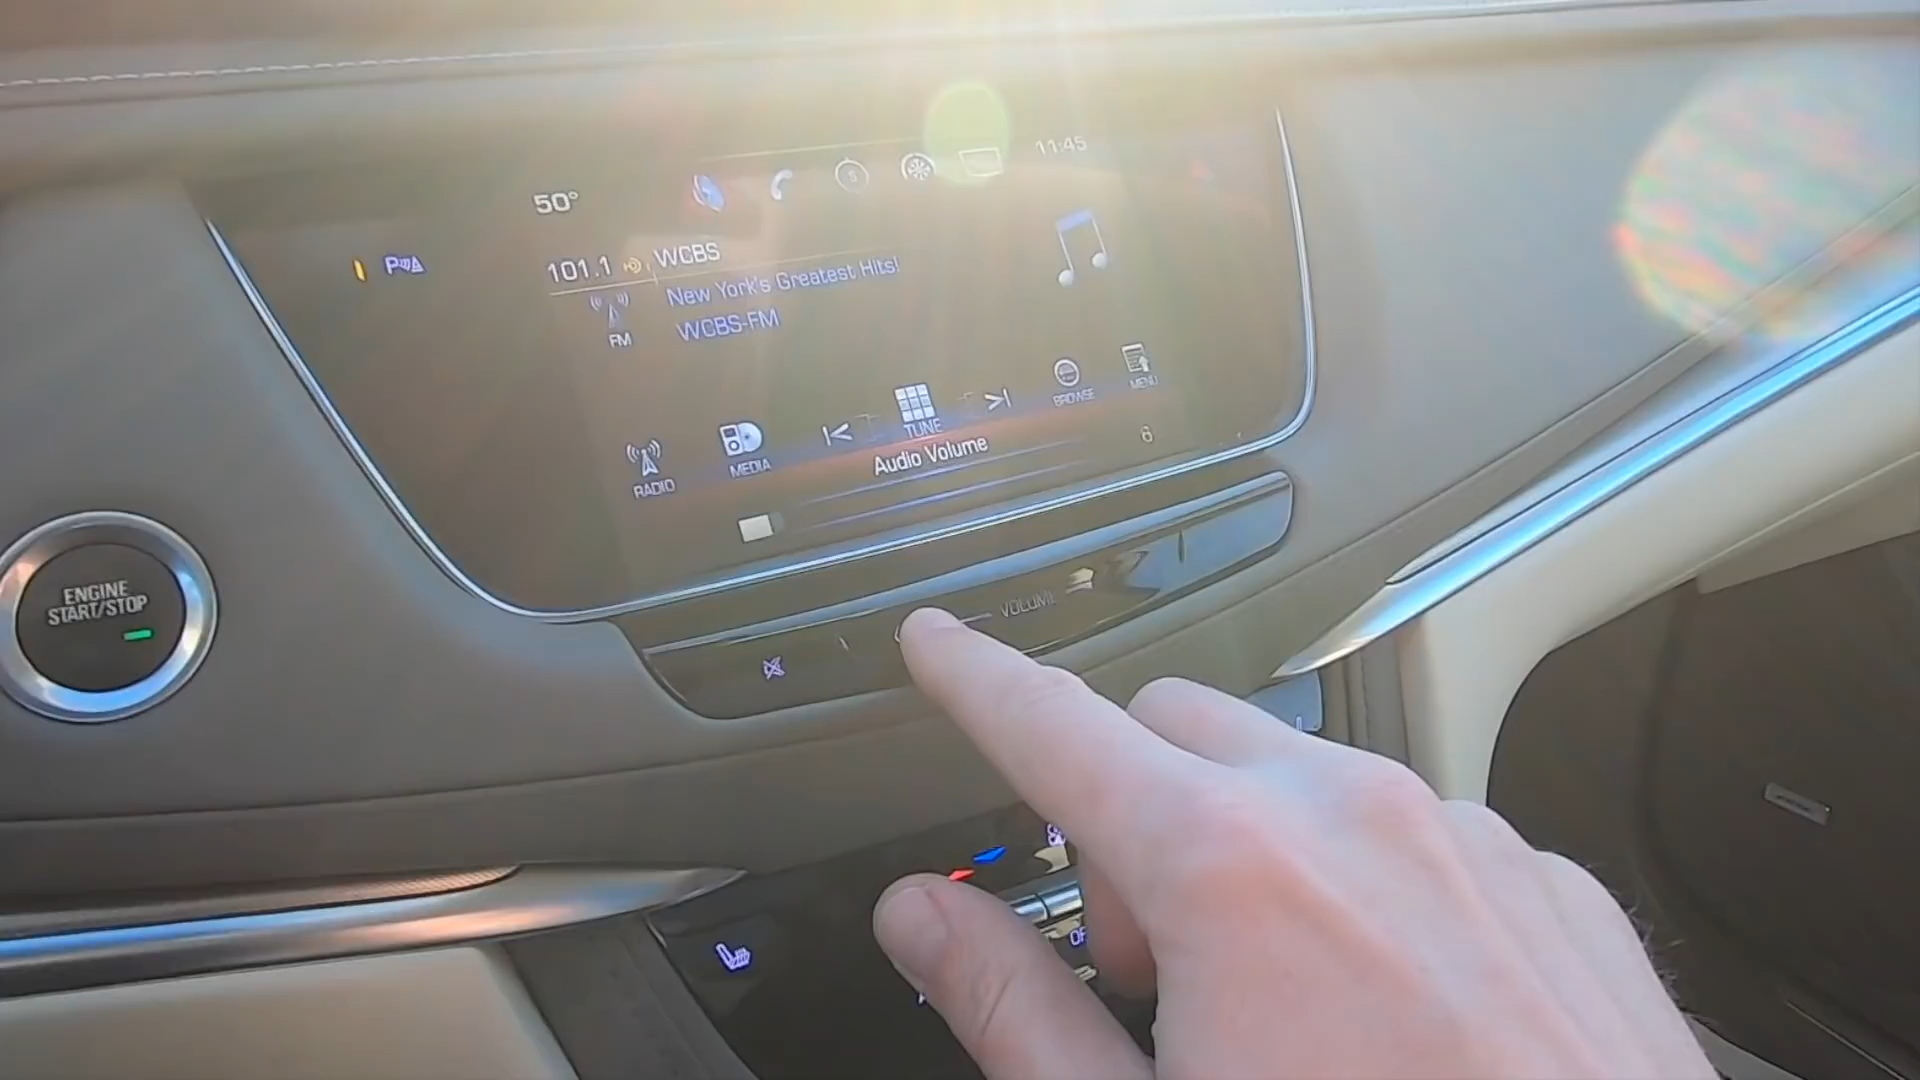 50°
11:45
P
101.1
WCBS
New York's Greatest Hits!
FM
WCBS-FM
RADIO
MEDIA
TUNE
BROWSE
MENU
Audio Volume
6
ENGINE
START/STOP
VOLUME